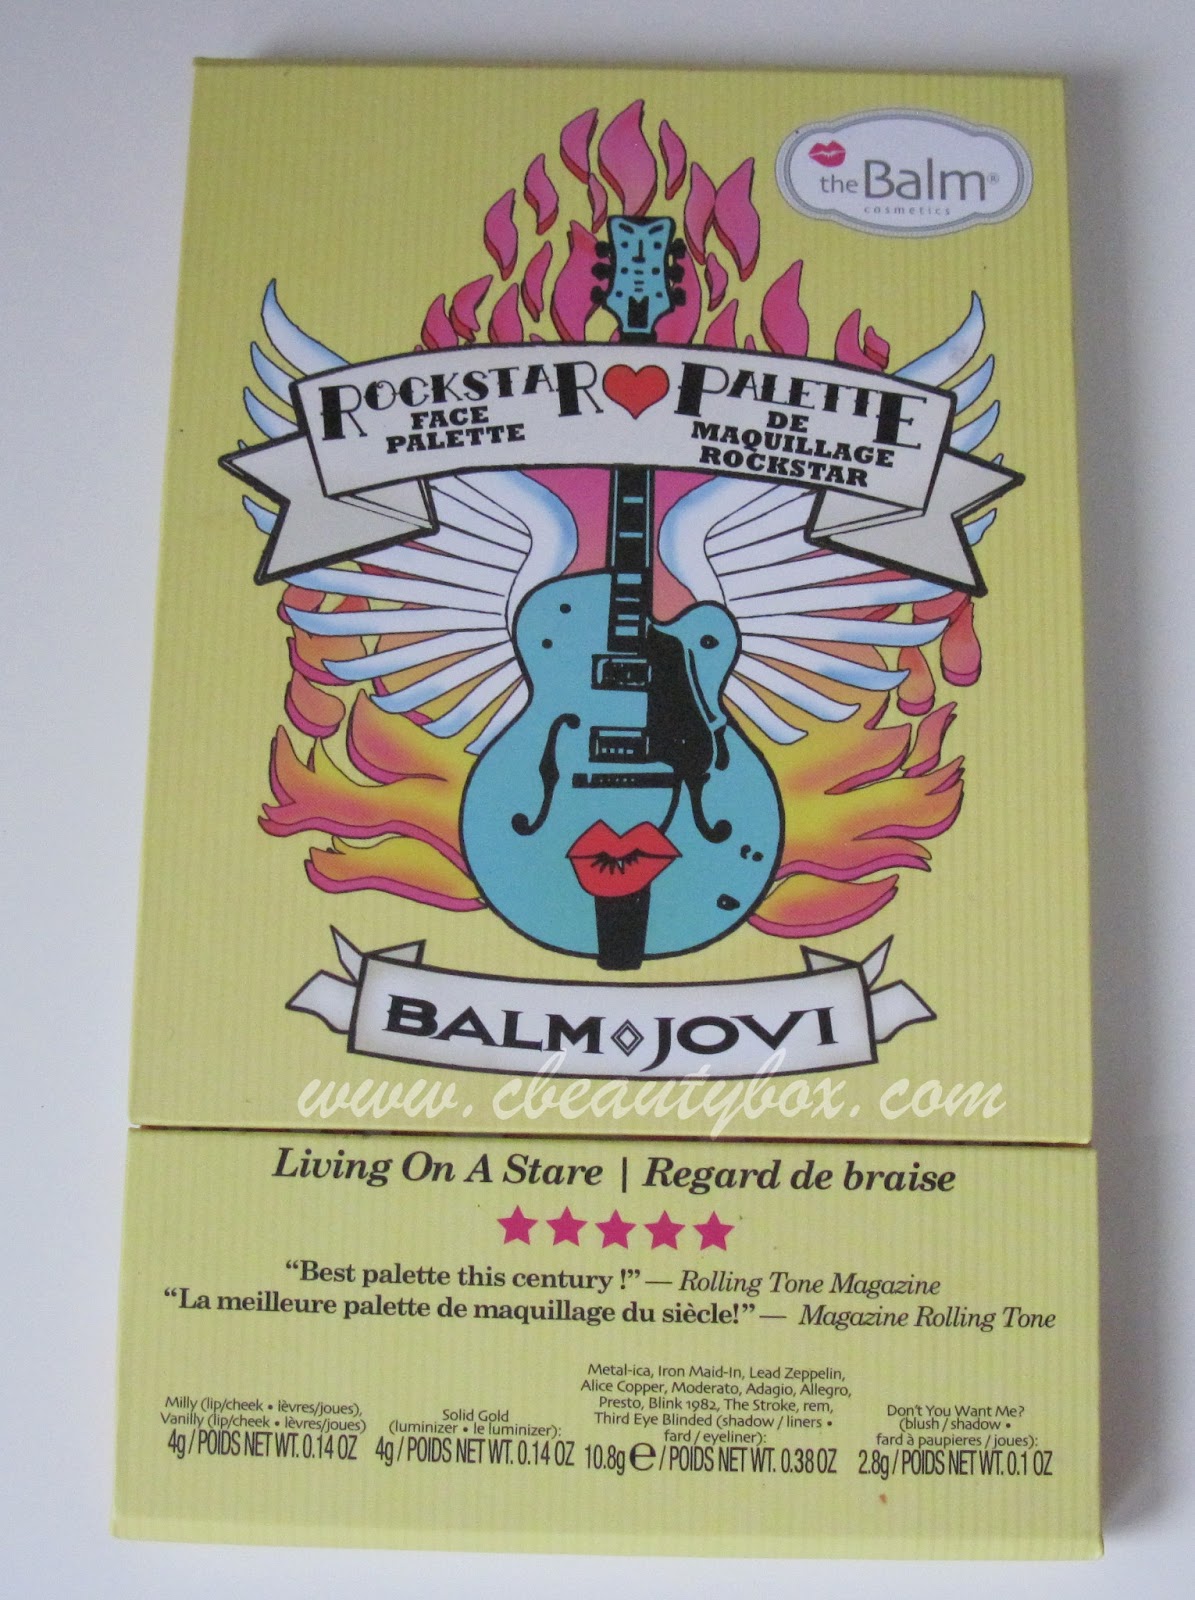 the Balm®
cosmetics
ROCKSTAR
FACE
PALETTE
PALETTE
DE
MAQUILLAGE
ROCKSTAR
BALM JOVI
www.cbeautybox.com
Living On A Stare | Regard de braise
“Best palette this century !”— Rolling Tone Magazine
“La meilleure palette de maquillage du siècle!”— Magazine Rolling Tone
Milly (lip/cheek • lèvres/joues),
Vanilly (lip/cheek • lèvres/joues)
4g / POIDS NET WT. 0.14 OZ
Solid Gold
(luminizer • le luminizer):
4g / POIDS NET WT. 0.14 OZ
Metal-ica, Iron Maid-In, Lead Zeppelin,
Alice Copper, Moderato, Adagio, Allegro,
Presto, Blink 1982, The Stroke, rem,
Third Eye Blinded (shadow / liners •
fard / eyeliner):
10.8g ℮ / POIDS NET WT. 0.38 OZ
Don't You Want Me?
(blush / shadow •
fard à paupieres / joues):
2.8g / POIDS NET WT. 0.1 OZ